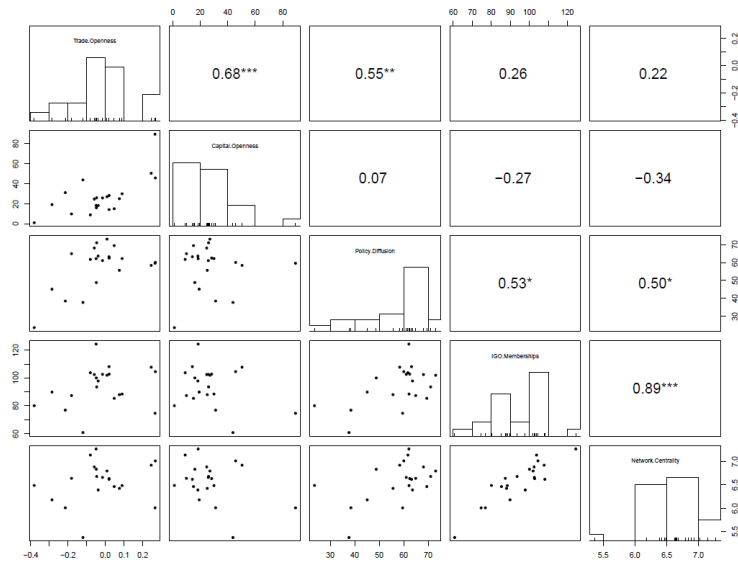 0 20 40 60 80
60 70 80 90 100 120
Trade.Openness
0.68***
0.55**
0.26
0.22
−0.4 −0.2 0.0 0.2
0 20 40 60 80
Capital.Openness
0.07
−0.27
−0.34
Policy.Diffusion
0.53*
0.50*
30 40 50 60 70
60 80 100 120
IGO.Memberships
0.89***
Network.Centrality
5.5 6.0 6.5 7.0
−0.4 −0.2 0.0 0.1 0.2
30 40 50 60 70
5.5 6.0 6.5 7.0